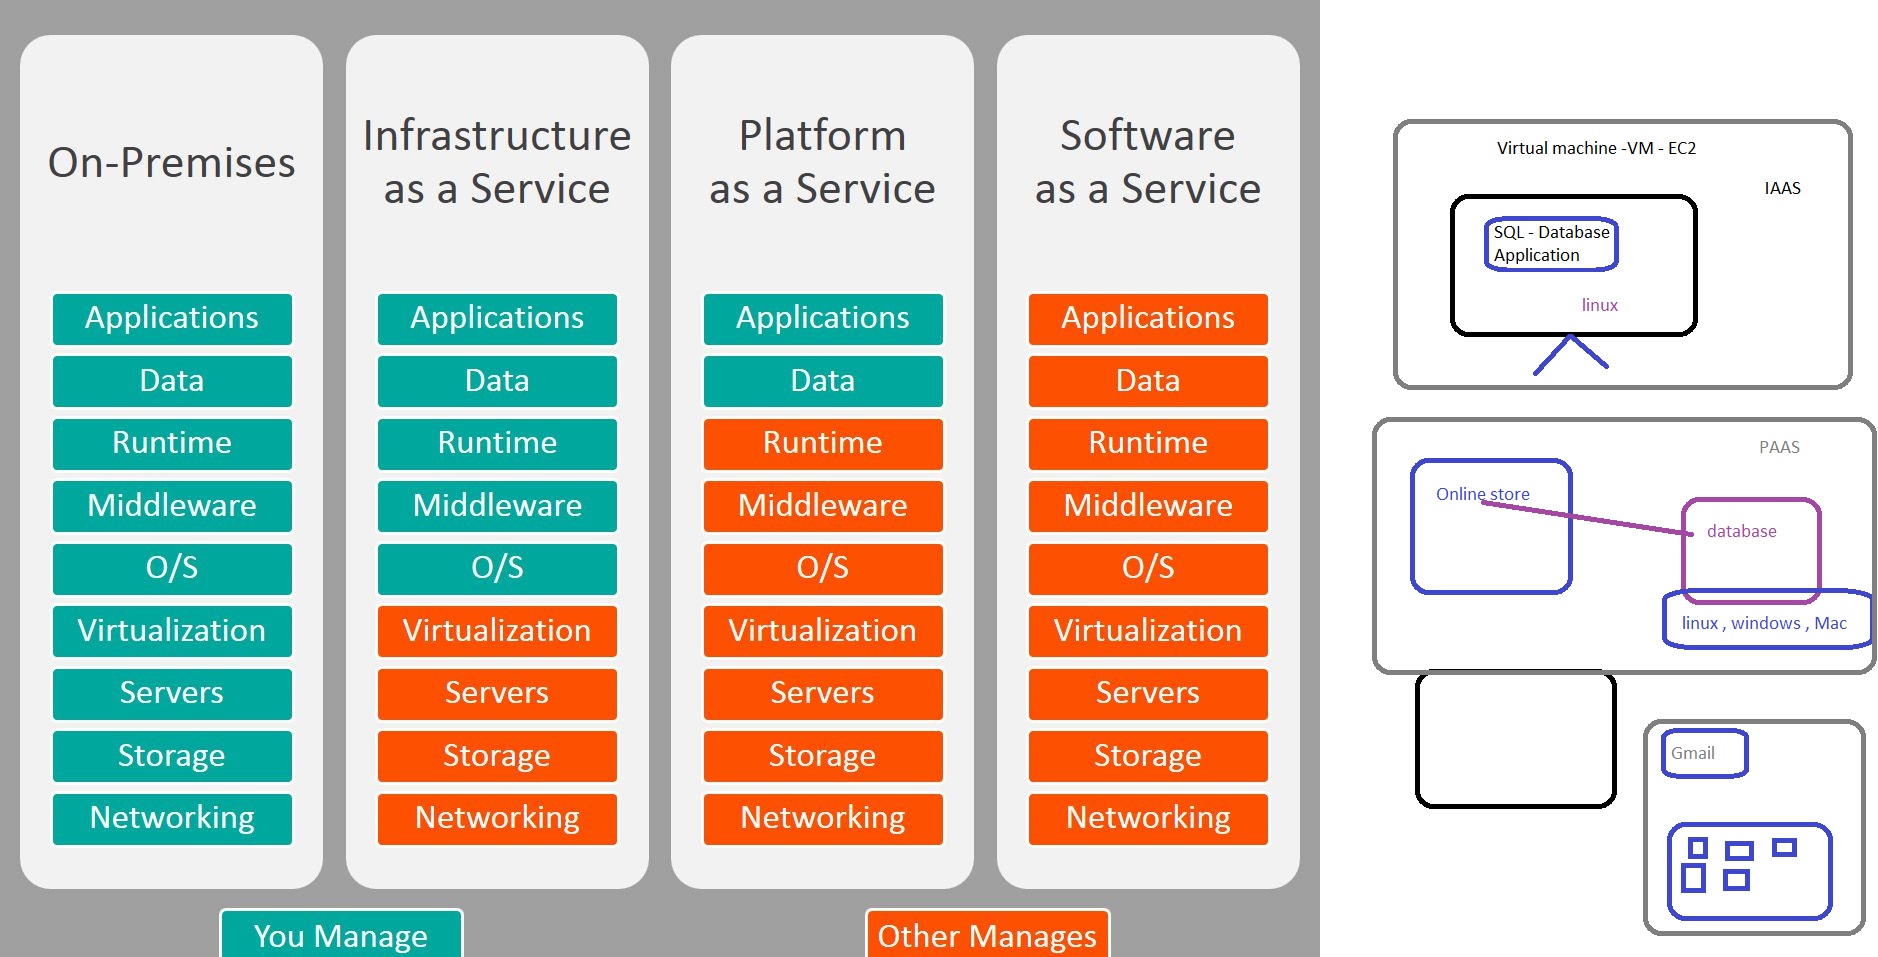 On-Premises
Applications
Data
Runtime
Middleware
O/S
Virtualization
Servers
Storage
Networking
Infrastructure
as a Service
Applications
Data
Runtime
Middleware
O/S
Virtualization
Servers
Storage
Networking
Platform
as a Service
Applications
Data
Runtime
Middleware
O/S
Virtualization
Servers
Storage
Networking
Software
as a Service
Applications
Data
Runtime
Middleware
O/S
Virtualization
Servers
Storage
Networking
You Manage
Other Manages
Virtual machine -VM - EC2
IAAS
SQL - Database
Application
linux
PAAS
Online store
database
linux , windows , Mac
Gmail